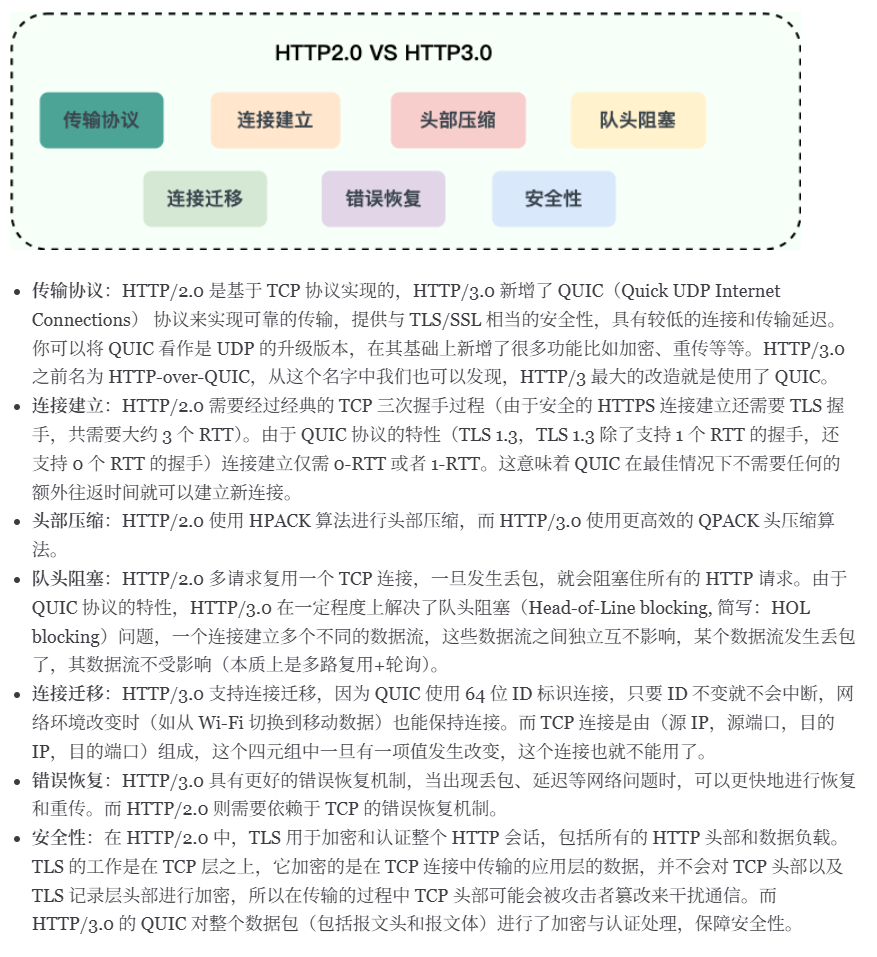 HTTP2.0 VS HTTP3.0
传输协议 连接建立 头部压缩 队头阻塞
连接迁移 错误恢复 安全性
• 传输协议：HTTP/2.0 是基于 TCP 协议实现的，HTTP/3.0 新增了 QUIC（Quick UDP Internet
Connections） 协议来实现可靠的传输，提供与 TLS/SSL 相当的安全性，具有较低的连接和传输延迟。
你可以将 QUIC 看作是 UDP 的升级版本，在其基础上新增了很多功能比如加密、重传等等。HTTP/3.0
之前名为 HTTP-over-QUIC，从这个名字中我们也可以发现，HTTP/3 最大的改造就是使用了 QUIC。
• 连接建立：HTTP/2.0 需要经过经典的 TCP 三次握手过程（由于安全的 HTTPS 连接建立还需要 TLS 握
手，共需要大约 3 个 RTT）。由于 QUIC 协议的特性（TLS 1.3，TLS 1.3 除了支持 1 个 RTT 的握手，还
支持 0 个 RTT 的握手）连接建立仅需 0-RTT 或者 1-RTT。这意味着 QUIC 在最佳情况下不需要任何的
额外往返时间就可以建立新连接。
• 头部压缩：HTTP/2.0 使用 HPACK 算法进行头部压缩，而 HTTP/3.0 使用更高效的 QPACK 头压缩算
法。
• 队头阻塞：HTTP/2.0 多请求复用一个 TCP 连接，一旦发生丢包，就会阻塞住所有的 HTTP 请求。由于
QUIC 协议的特性，HTTP/3.0 在一定程度上解决了队头阻塞（Head-of-Line blocking, 简写：HOL
blocking）问题，一个连接建立多个不同的数据流，这些数据流之间独立互不影响，某个数据流发生丢包
了，其数据流不受影响（本质上是多路复用+轮询）。
• 连接迁移：HTTP/3.0 支持连接迁移，因为 QUIC 使用 64 位 ID 标识连接，只要 ID 不变就不会中断，网
络环境改变时（如从 Wi-Fi 切换到移动数据）也能保持连接。而 TCP 连接是由（源 IP，源端口，目的
IP，目的端口）组成，这个四元组中一旦有一项值发生改变，这个连接也就不能用了。
• 错误恢复：HTTP/3.0 具有更好的错误恢复机制，当出现丢包、延迟等网络问题时，可以更快地进行恢复
和重传。而 HTTP/2.0 则需要依赖于 TCP 的错误恢复机制。
• 安全性：在 HTTP/2.0 中，TLS 用于加密和认证整个 HTTP 会话，包括所有的 HTTP 头部和数据负载。
TLS 的工作是在 TCP 层之上，它加密的是在 TCP 连接中传输的应用层的数据，并不会对 TCP 头部以及
TLS 记录层头部进行加密，所以在传输的过程中 TCP 头部可能会被攻击者篡改来干扰通信。而
HTTP/3.0 的 QUIC 对整个数据包（包括报文头和报文体）进行了加密与认证处理，保障安全性。